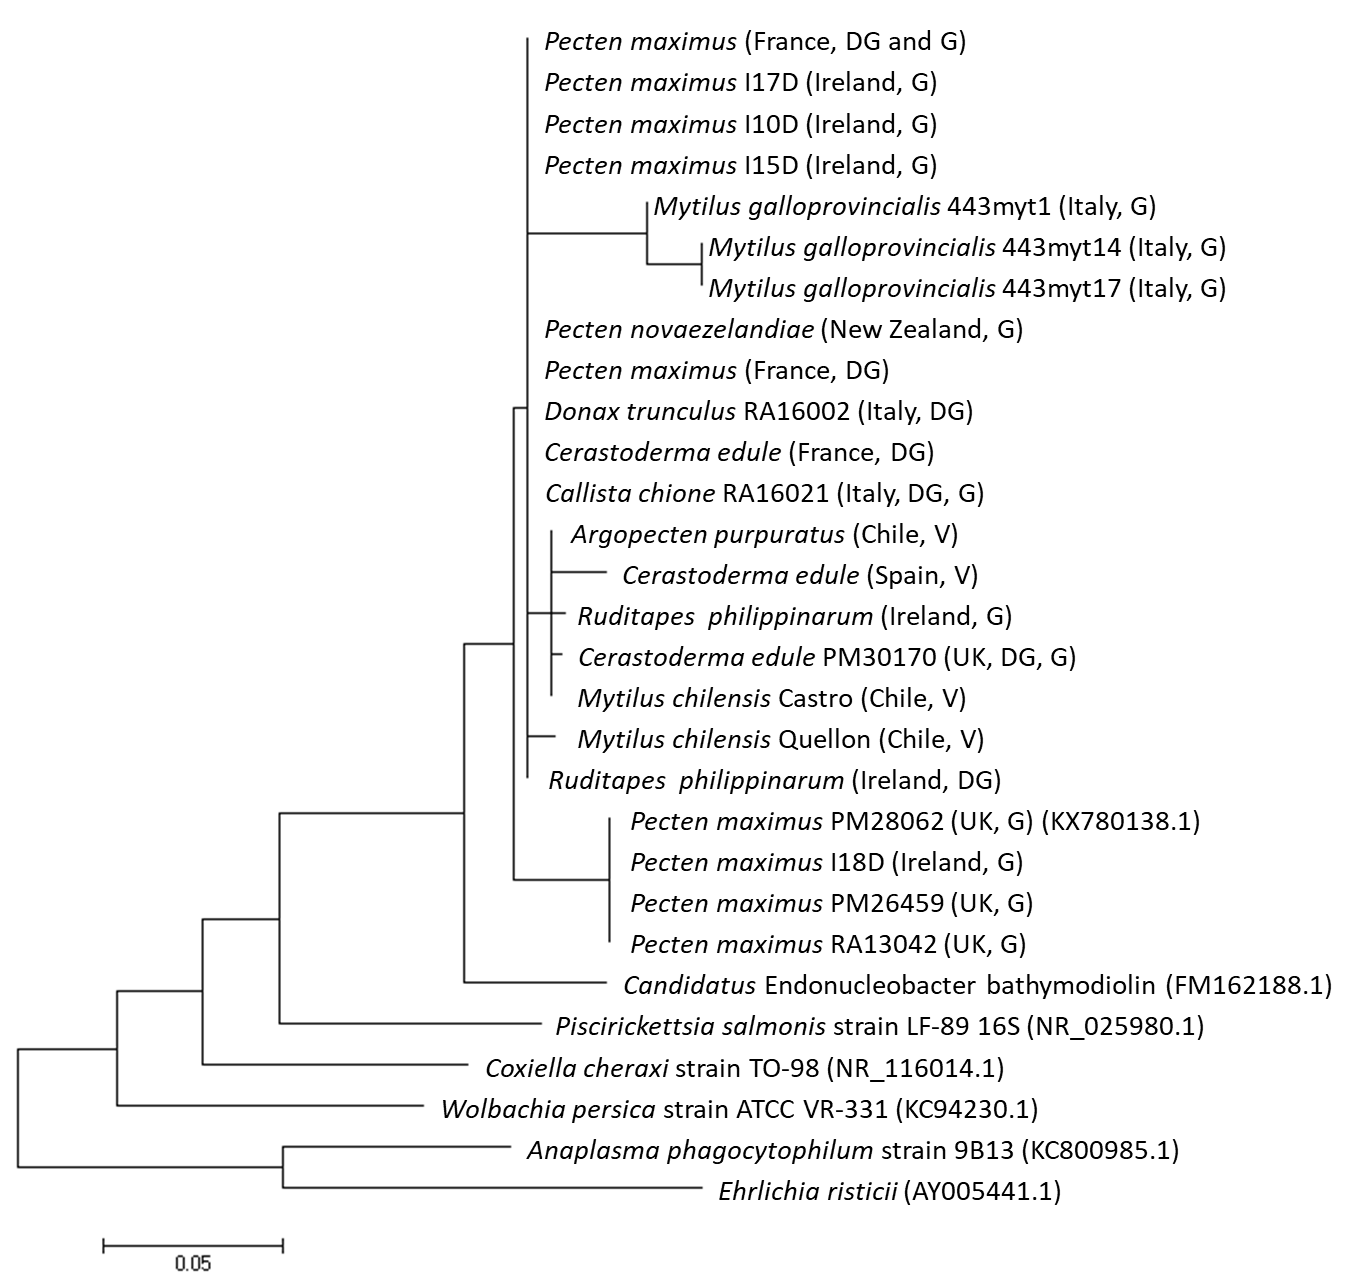 Pecten maximus (France, DG and G)
Pecten maximus I17D (Ireland, G)
Pecten maximus I10D (Ireland, G)
Pecten maximus I15D (Ireland, G)
Mytilus galloprovincialis 443myt1 (Italy, G)
Mytilus galloprovincialis 443myt14 (Italy, G)
Mytilus galloprovincialis 443myt17 (Italy, G)
Pecten novaezelandiae (New Zealand, G)
Pecten maximus (France, DG)
Donax trunculus RA16002 (Italy, DG)
Cerastoderma edule (France, DG)
Callista chione RA16021 (Italy, DG, G)
Argopecten purpuratus (Chile, V)
Cerastoderma edule (Spain, V)
Ruditapes philippinarum (Ireland, G)
Cerastoderma edule PM30170 (UK, DG, G)
Mytilus chilensis Castro (Chile, V)
Mytilus chilensis Quellon (Chile, V)
Ruditapes philippinarum (Ireland, DG)
Pecten maximus PM28062 (UK, G) (KX780138.1)
Pecten maximus I18D (Ireland, G)
Pecten maximus PM26459 (UK, G)
Pecten maximus RA13042 (UK, G)
Candidatus Endonucleobacter bathymodiolin (FM162188.1)
Piscirickettsia salmonis strain LF-89 16S (NR_025980.1)
Coxiella cheraxi strain TO-98 (NR_116014.1)
Wolbachia persica strain ATCC VR-331 (KC94230.1)
Anaplasma phagocytophilum strain 9B13 (KC800985.1)
Ehrlichia risticii (AY005441.1)
0.05